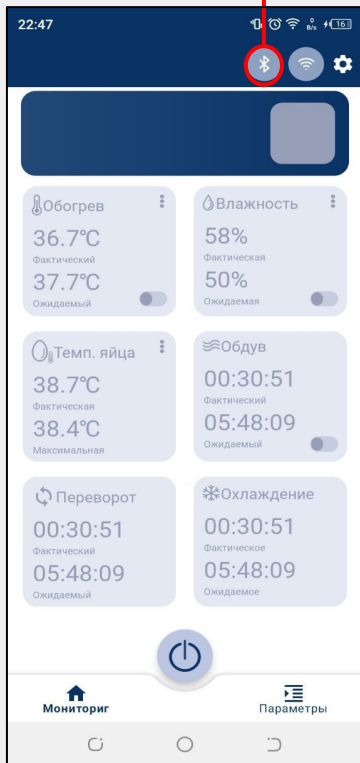 22:47
0 B/s 16
Обогрев
36.7°C
Фактический
37.7°C
Ожидаемый
Влажность
58%
Фактическая
50%
Ожидаемая
Темп. яйца
38.7°C
Фактическая
38.4°C
Максимальная
Обдув
00:30:51
Фактический
05:48:09
Ожидаемый
Переворот
00:30:51
Фактический
05:48:09
Ожидаемый
Охлаждение
00:30:51
Фактическое
05:48:09
Ожидаемое
Мониториг
Параметры